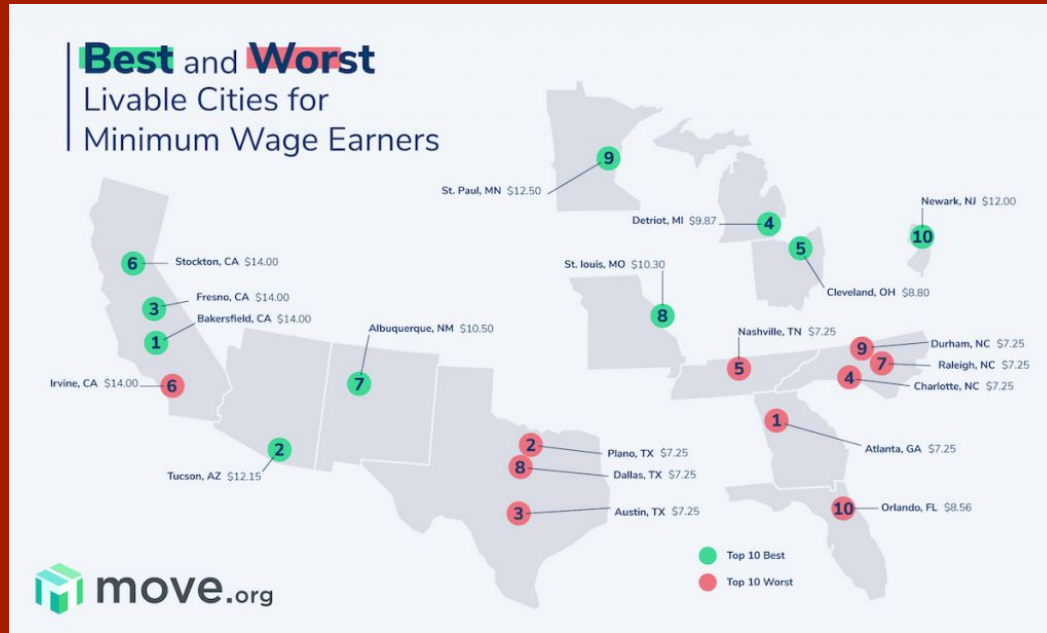 Best and Worst
Livable Cities for
Minimum Wage Earners
9
St. Paul, MN $12.50
Detriot, MI $9.87
4
Newark, NJ $12.00
10
5
Cleveland, OH $8.80
6
Stockton, CA $14.00
3
Fresno, CA $14.00
Bakersfield, CA $14.00
1
St. louis, MO $10.30
8
Albuquerque, NM $10.50
7
Irvine, CA $14.00
6
2
Tucson, AZ $12.15
Nashville, TN $7.25
5
9
Durham, NC $7.25
7
Raleigh, NC $7.25
4
Charlotte, NC $7.25
1
Atlanta, GA $7.25
2
Plano, TX $7.25
8
Dallas, TX $7.25
3
Austin, TX $7.25
10
Orlando, FL $8.56
Top 10 Best
Top 10 Worst
move.org